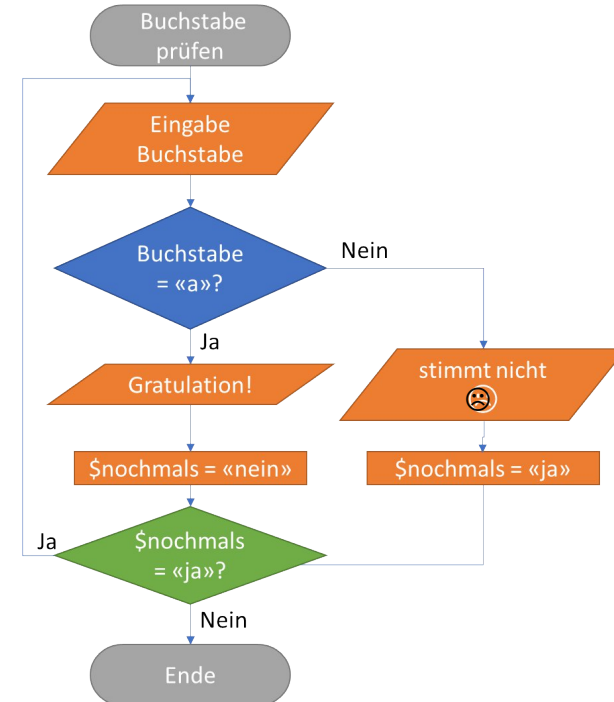 Buchstabe
prüfen
Eingabe
Buchstabe
Buchstabe
= «a»?
Nein
Ja
Gratulation!
stimmt nicht
☹
$nochmals = «nein»
$nochmals = «ja»
Ja
$nochmals
= «ja»?
Nein
Ende